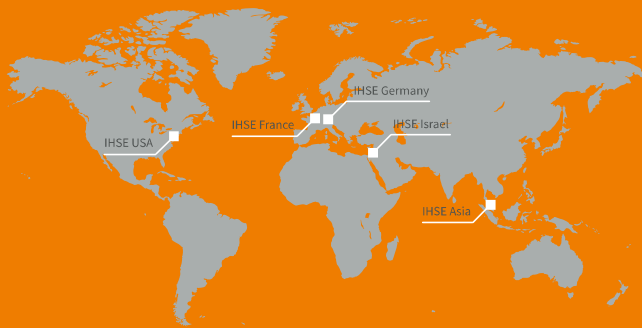 IHSE Germany
IHSE France
IHSE Israel
IHSE USA
IHSE Asia